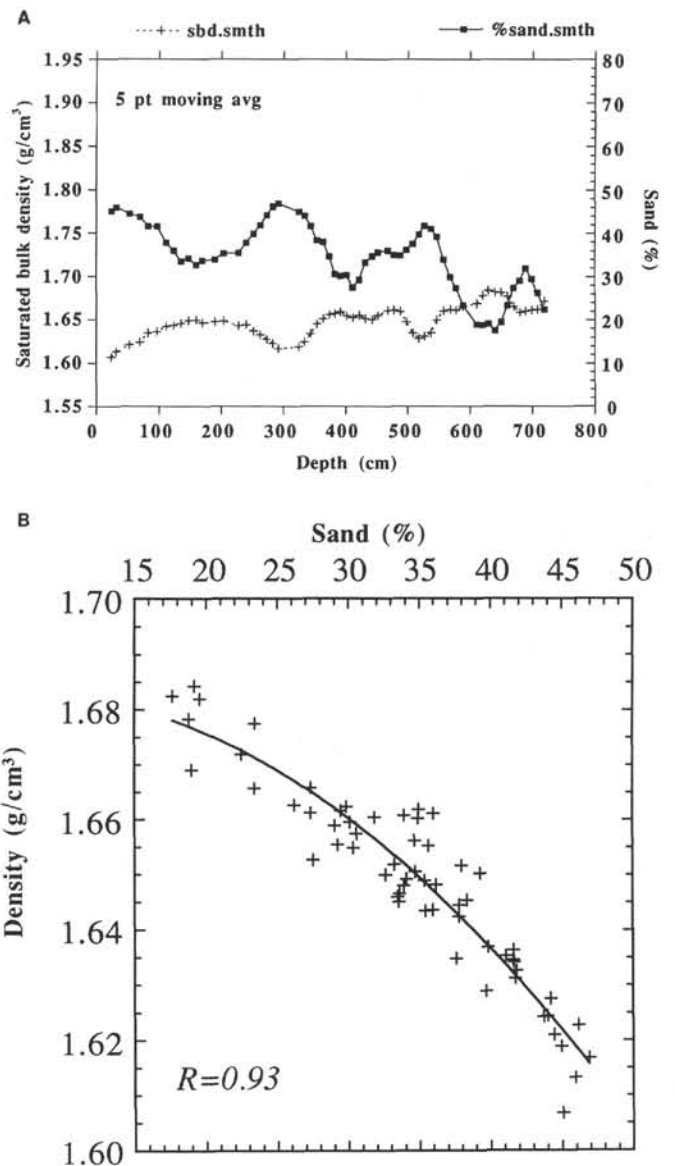 A
sbd.smth %sand.smth
1.95 80
1.90 70
1.85 60
1.80 50
1.75 40
1.70 30
1.65 20
1.60 10
1.55 0
5 pt moving avg
Saturated bulk density (g/cm³)
Sand (%)
0 100 200 300 400 500 600 700 800
Depth (cm)
B
Sand (%)
15 20 25 30 35 40 45 50
1.70
1.68
1.66
1.64
1.62
1.60
Density (g/cm³)
R=0.93